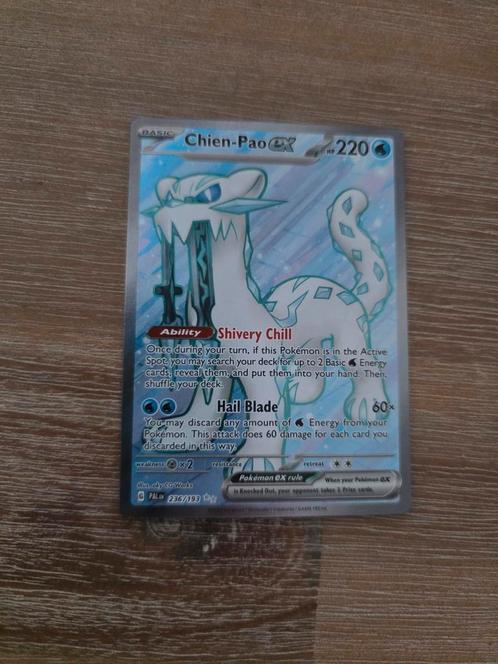 BASIC
Chien-Pao ex HP 220
Ability Shivery Chill
Once during your turn, if this Pokémon is in the Active
Spot, you may search your deck for up to 2 Basic Energy
cards, reveal them, and put them into your hand. Then,
shuffle your deck.
Hail Blade 60×
You may discard any amount of Energy from your
Pokémon. This attack does 60 damage for each card you
discarded in this way.
weakness ×2 resistance retreat
Pokémon ex rule When your Pokémon ex
is Knocked Out, your opponent takes 2 Prize cards.
Illus. aky CG Works
G PAL EN 236/193